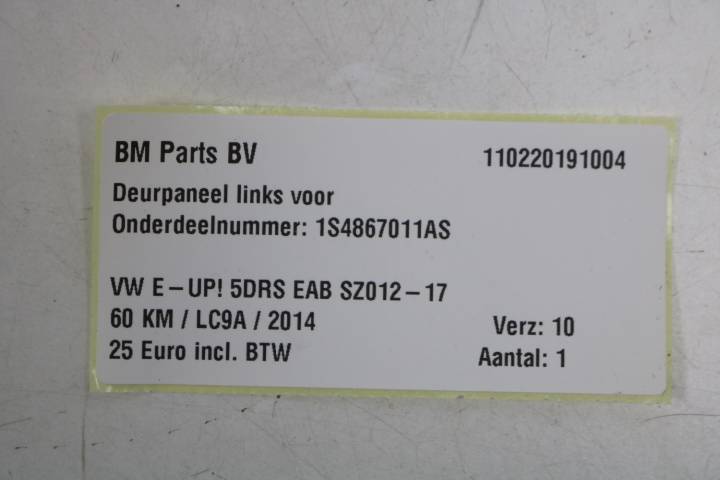 BM Parts BV 110220191004
Deurpaneel links voor
Onderdeelnummer: 1S4867011AS
VW E-UP! 5DRS EAB SZ012-17
60 KM / LC9A / 2014 Verz: 10
25 Euro incl. BTW Aantal: 1